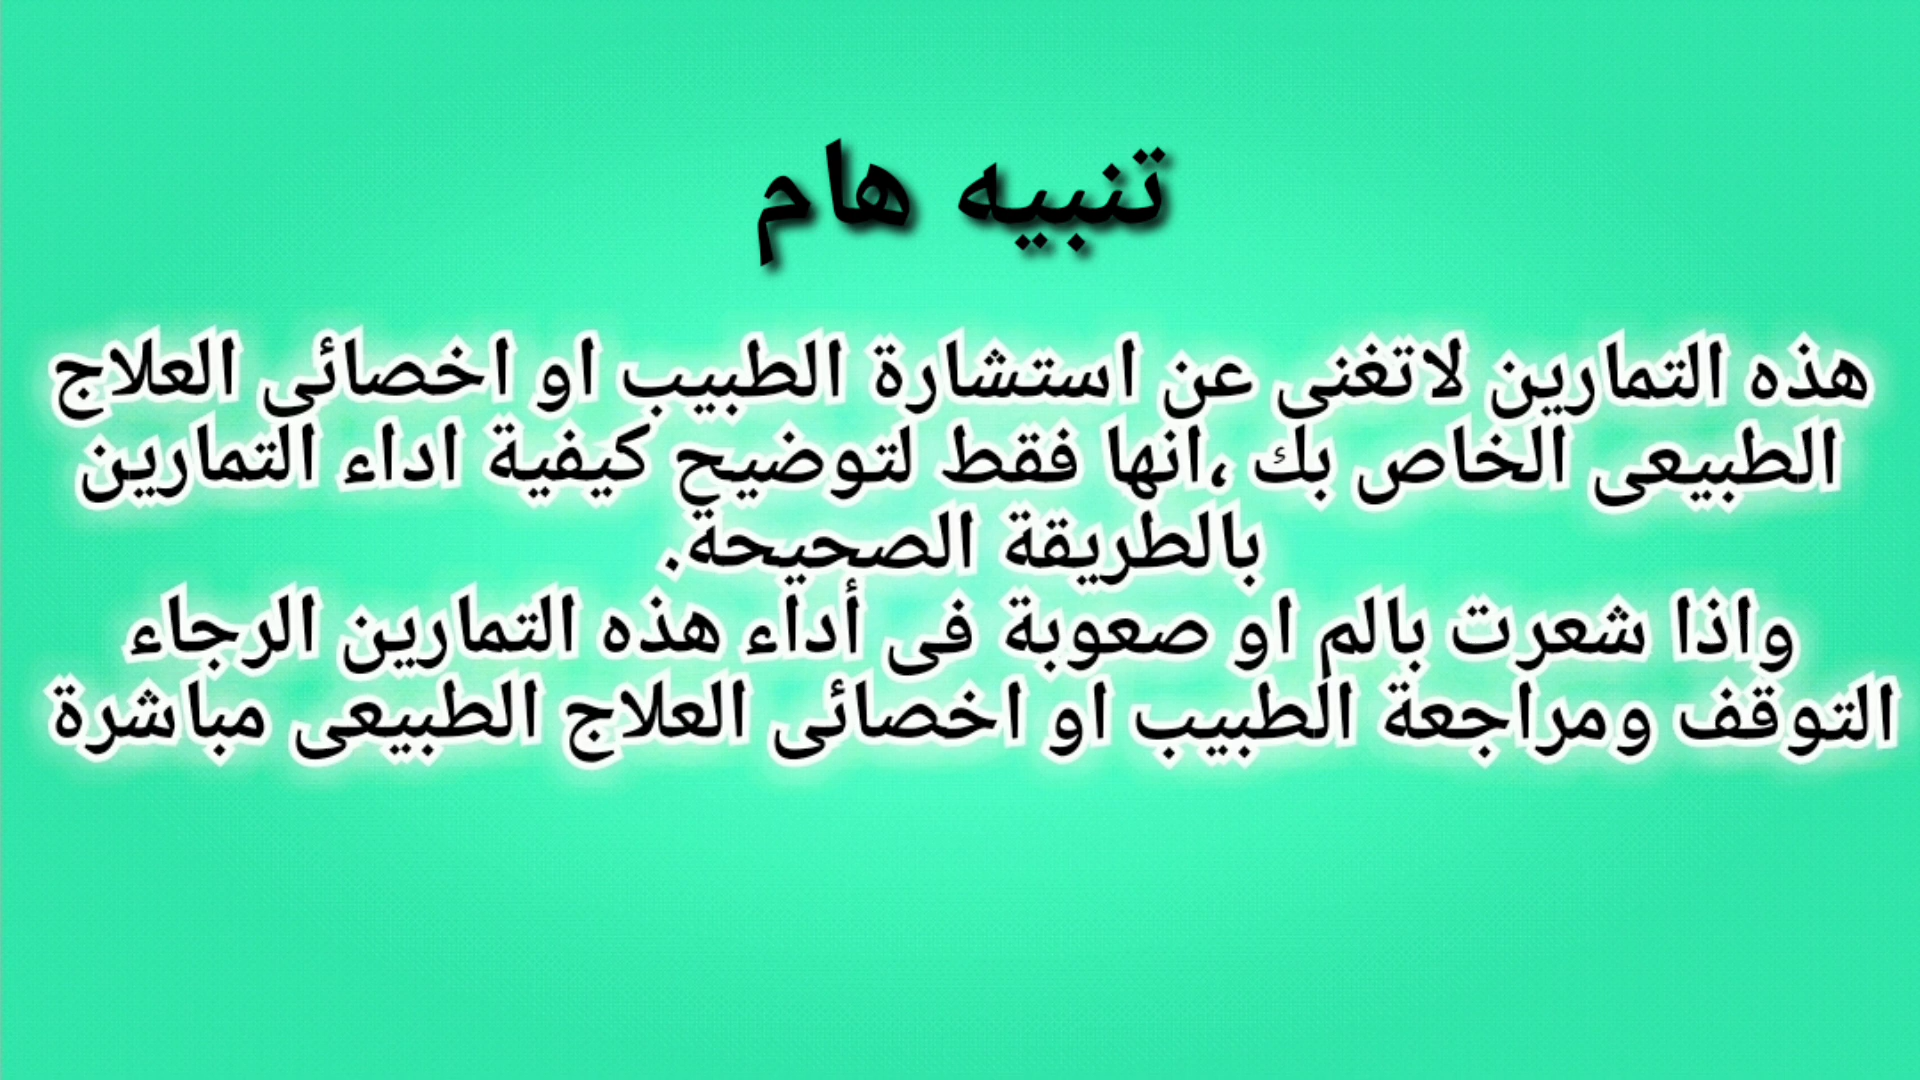 تنبيه هام
هذه التمارين لاتغنى عن استشارة الطبيب او اخصائى العلاج
الطبيعى الخاص بك ،انها فقط لتوضيح كيفية اداء التمارين
بالطريقة الصحيحة.
واذا شعرت بالم او صعوبة فى أداء هذه التمارين الرجاء
التوقف ومراجعة الطبيب او اخصائى العلاج الطبيعى مباشرة